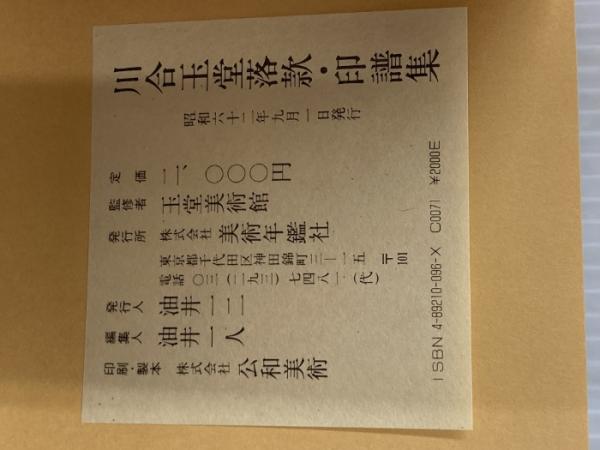 川合玉堂落款・印譜集
昭和六十二年九月一日発行
定価 二、〇〇〇円
監修者 玉堂美術館
発行所 株式会社 美術年鑑社
東京都千代田区神田錦町三ー一五 〒101
電話 〇三(二九三)七四八一(代)
発行人 油井一二
編集人 油井一人
印刷・製本 株式会社 公和美術
ISBN 4-89210-096-X C0071 ¥2000E